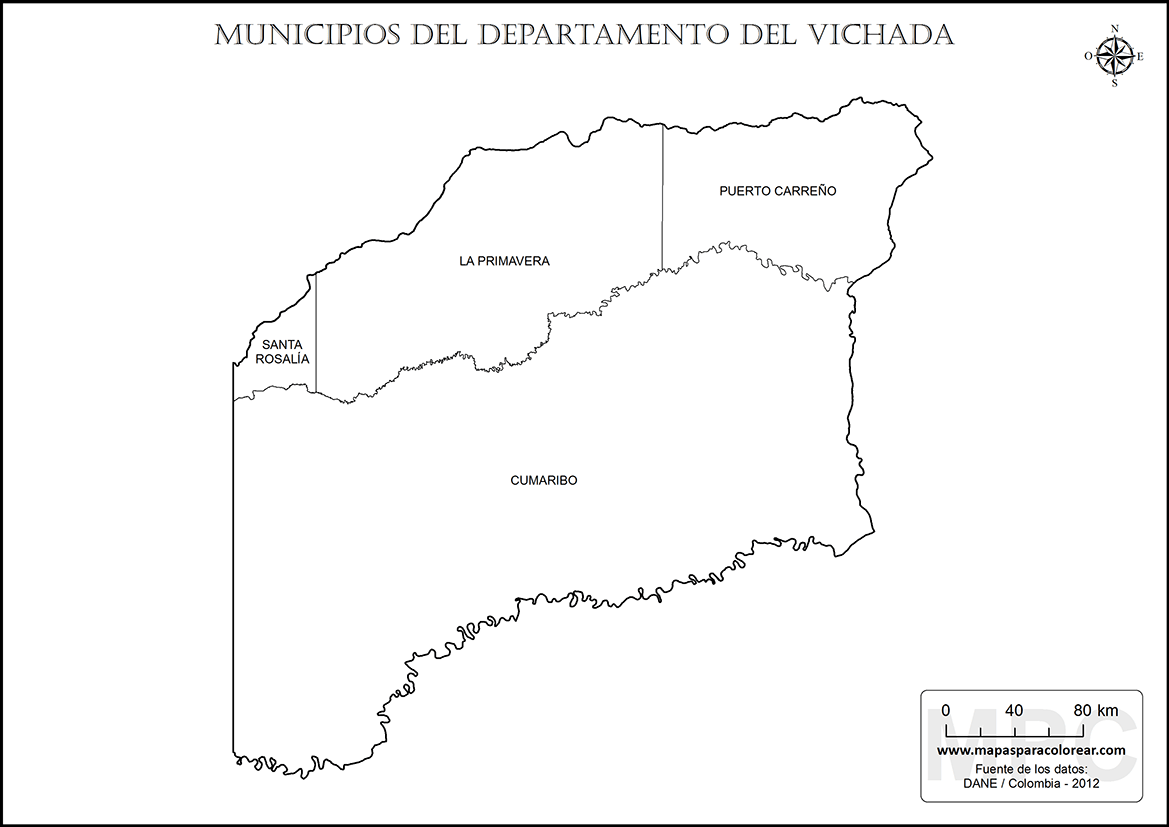 MUNICIPIOS DEL DEPARTAMENTO DEL VICHADA
N
O E
S
PUERTO CARREÑO
LA PRIMAVERA
SANTA
ROSALÍA
CUMARIBO
MPC
0 40 80 km
www.mapasparacolorear.com
Fuente de los datos:
DANE / Colombia - 2012